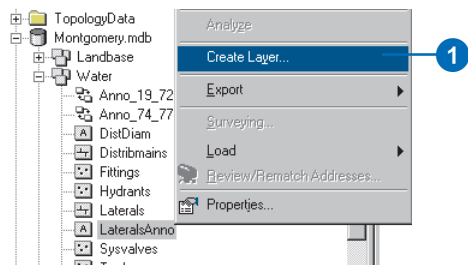 TopologyData
Montgomery.mdb
Landbase
Water
Anno_19_72
Anno_74_77
DistDiam
Distribmains
Fittings
Hydrants
Laterals
LateralsAnno
Sysvalves
Analyze
Create Layer...
Export
Surveying...
Load
Review/Rematch Addresses...
Properties...
1